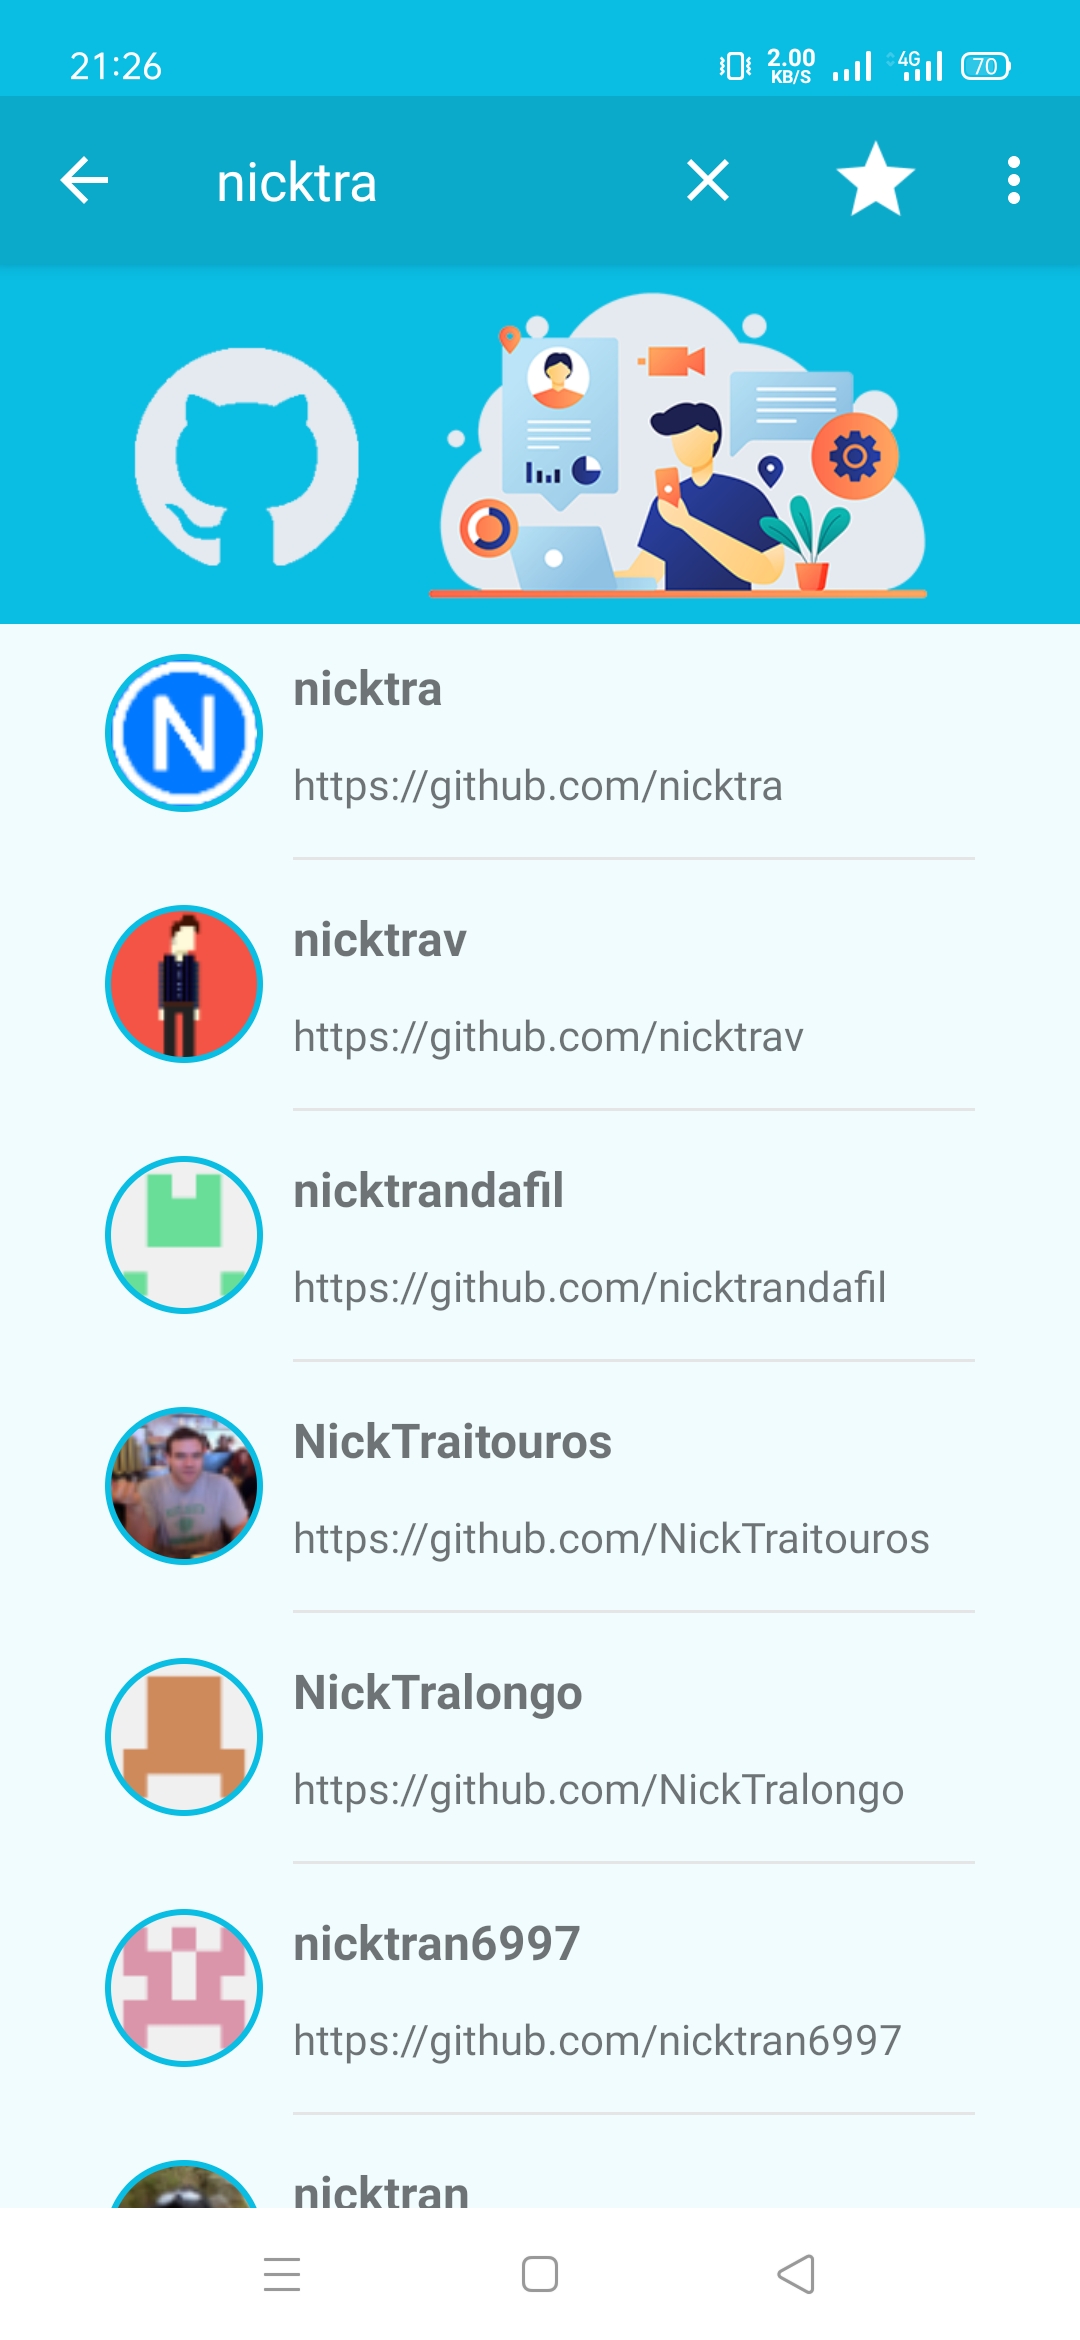 21:26
2.00
KB/S
4G
70
nicktra
N
nicktra
https://github.com/nicktra
nicktrav
https://github.com/nicktrav
nicktrandafil
https://github.com/nicktrandafil
NickTraitouros
https://github.com/NickTraitouros
NickTralongo
https://github.com/NickTralongo
nicktran6997
https://github.com/nicktran6997
nicktran